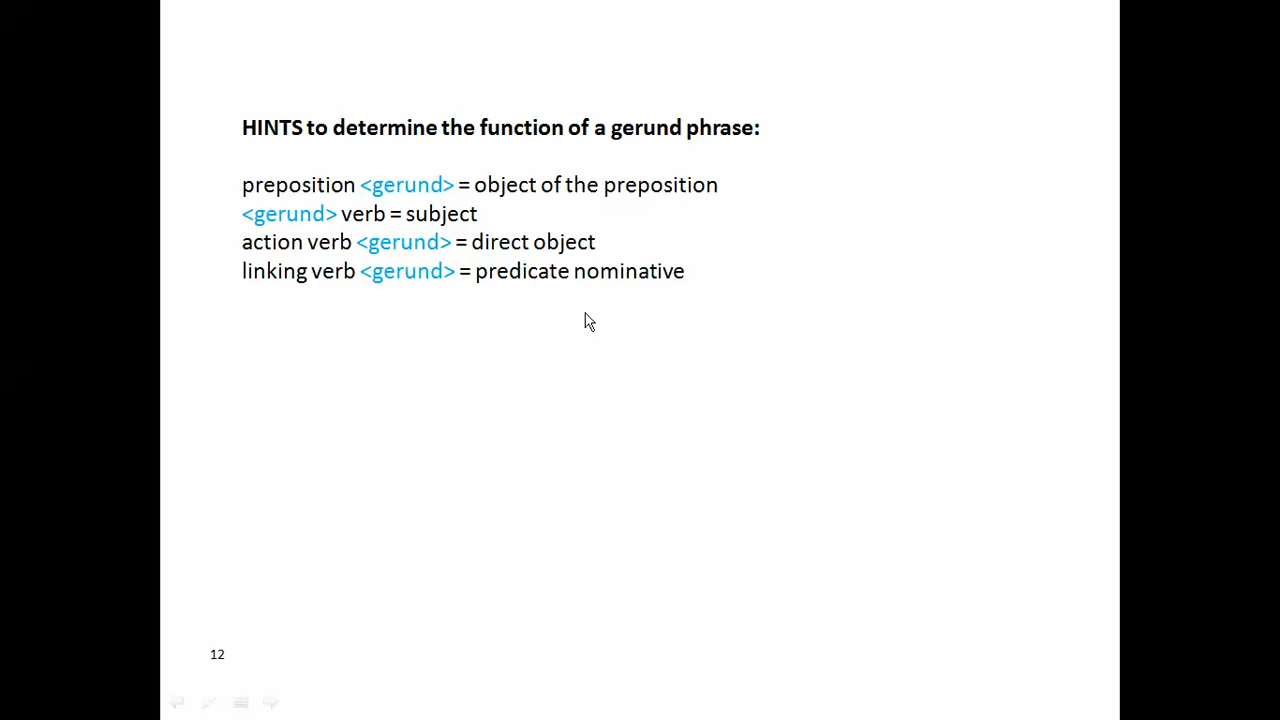 HINTS to determine the function of a gerund phrase:
preposition <gerund> = object of the preposition
<gerund> verb = subject
action verb <gerund> = direct object
linking verb <gerund> = predicate nominative
12